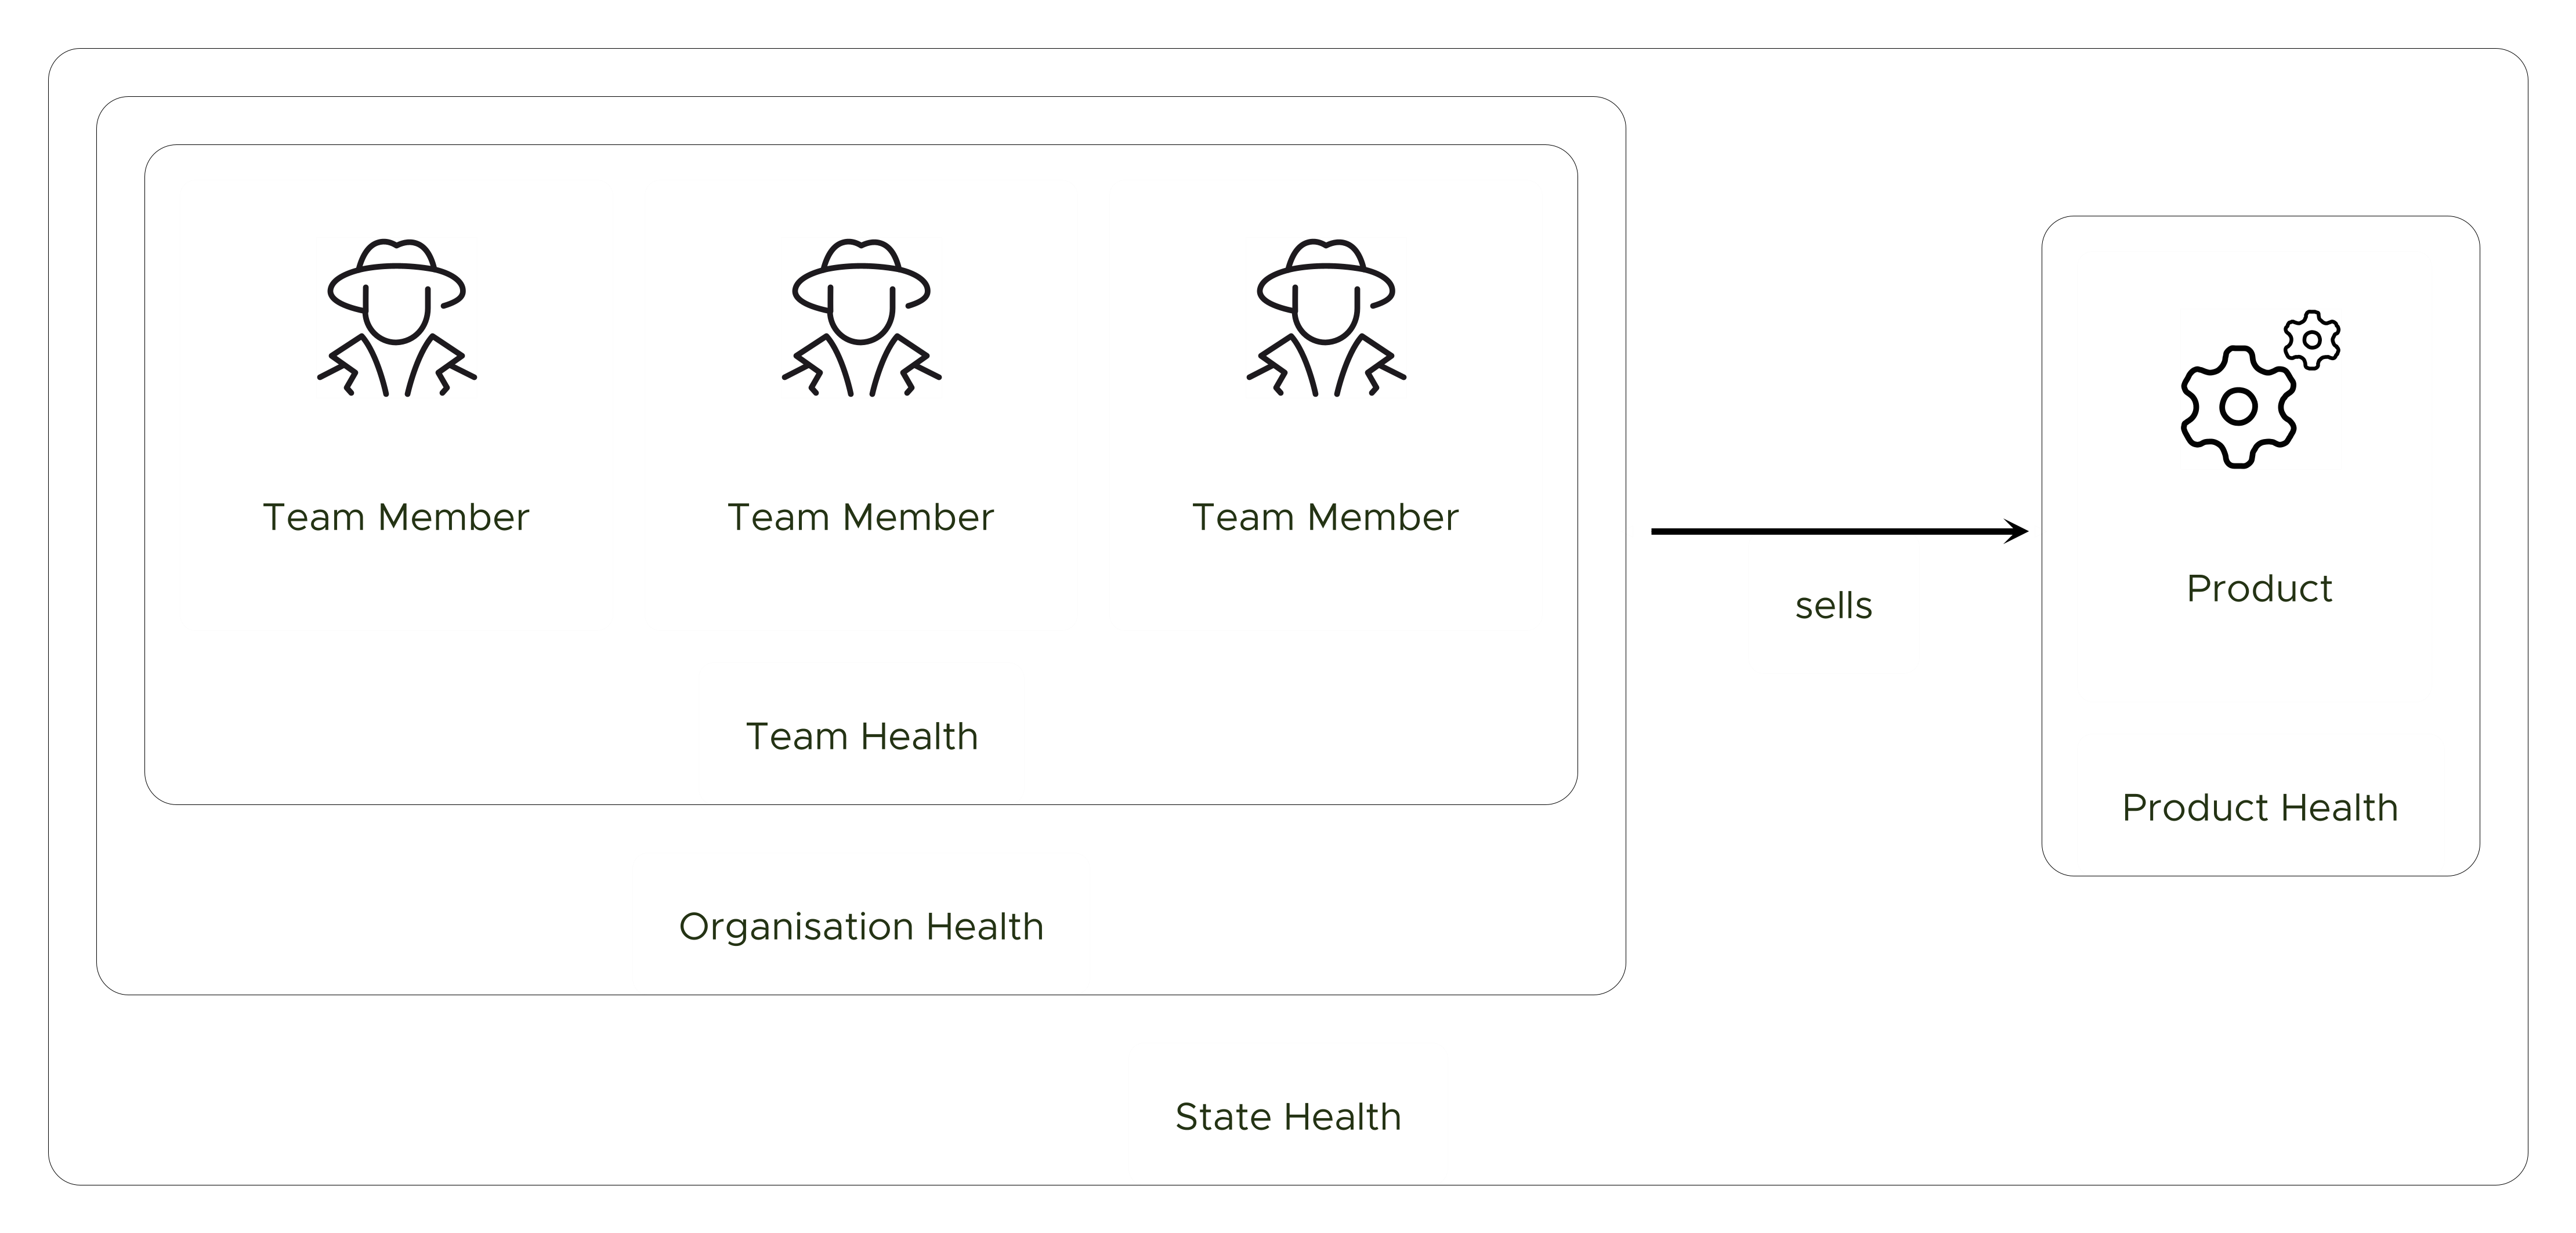 Team Member
Team Member
Team Member
Team Health
Organisation Health
sells
Product
Product Health
State Health